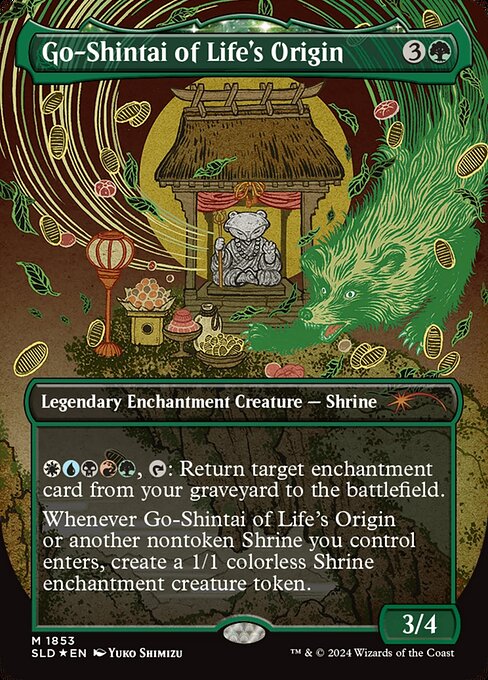 Go-Shintai of Life's Origin 3
Legendary Enchantment Creature — Shrine
: Return target enchantment
card from your graveyard to the battlefield.
Whenever Go-Shintai of Life's Origin
or another nontoken Shrine you control
enters, create a 1/1 colorless Shrine
enchantment creature token.
3/4
M 1853
SLD ★ EN Yuko Shimizu
™ & © 2024 Wizards of the Coast